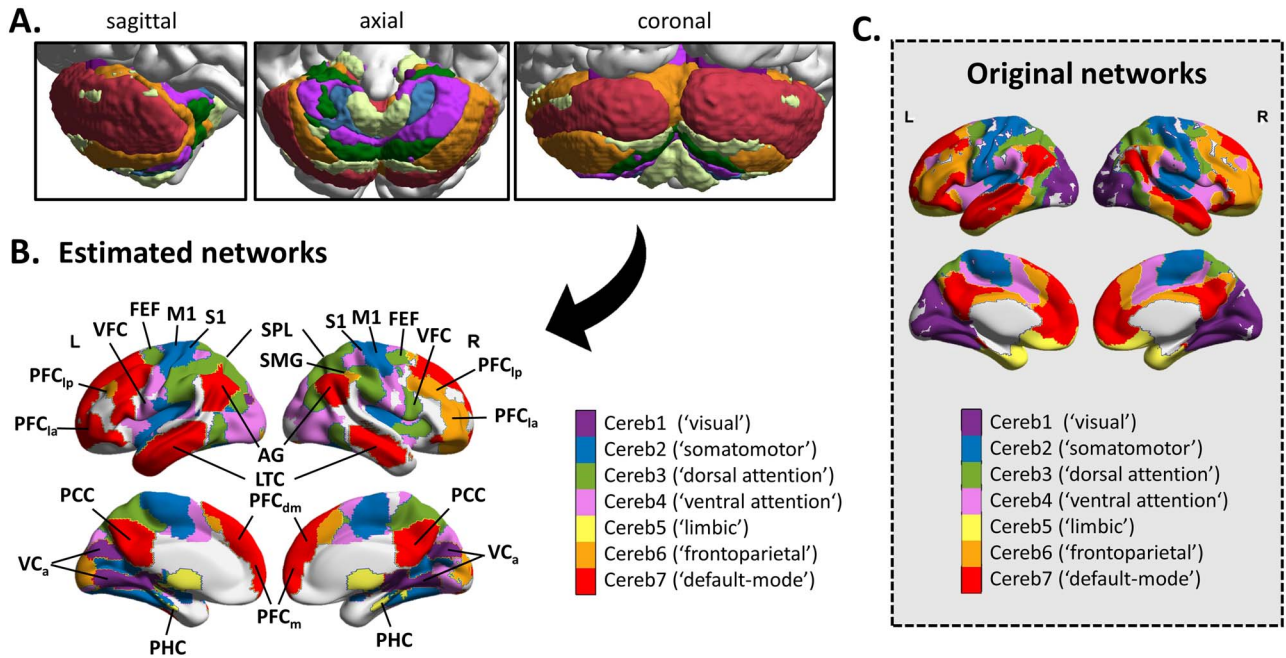 A.
sagittal
axial
coronal
B. Estimated networks
FEF
M1
S1
VFC
L
SPL
SMG
S1
M1
FEF
VFC
R
PFClp
PFClp
PFCla
PFCla
AG
LTC
PCC
PFCdm
PCC
VCa
VCa
PFCm
PHC
PHC
Cereb1 (‘visual’)
Cereb2 (‘somatomotor’)
Cereb3 (‘dorsal attention’)
Cereb4 (‘ventral attention‘)
Cereb5 (‘limbic’)
Cereb6 (‘frontoparietal’)
Cereb7 (‘default-mode’)
C.
Original networks
L
R
Cereb1 (‘visual’)
Cereb2 (‘somatomotor’)
Cereb3 (‘dorsal attention’)
Cereb4 (‘ventral attention’)
Cereb5 (‘limbic’)
Cereb6 (‘frontoparietal’)
Cereb7 (‘default-mode’)